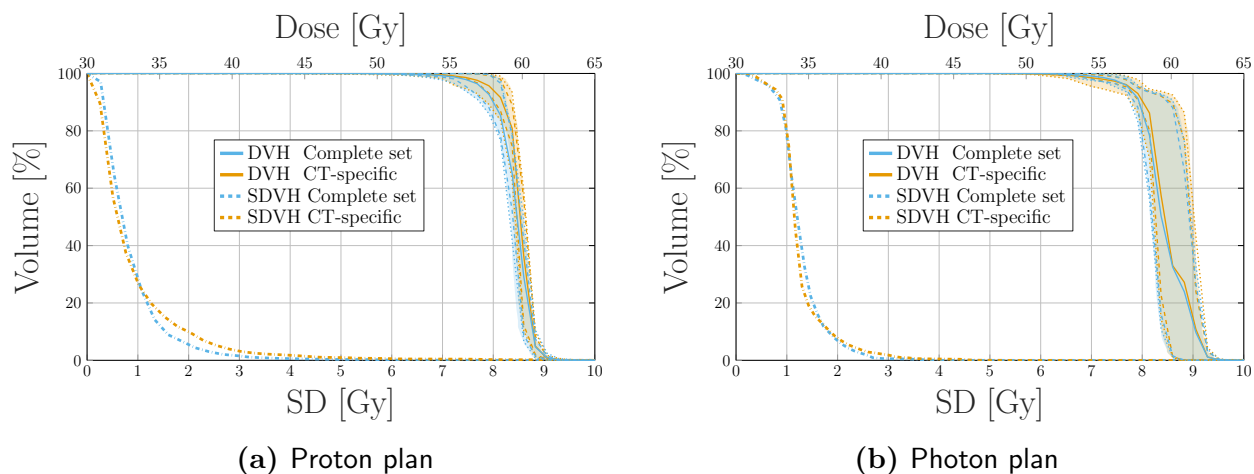 Dose [Gy]
30 35 40 45 50 55 60 65
100
80
60
40
20
0
Volume [%]
DVH Complete set
DVH CT-specific
SDVH Complete set
SDVH CT-specific
0 1 2 3 4 5 6 7 8 9 10
SD [Gy]
(a) Proton plan
Dose [Gy]
30 35 40 45 50 55 60 65
100
80
60
40
20
0
Volume [%]
DVH Complete set
DVH CT-specific
SDVH Complete set
SDVH CT-specific
0 1 2 3 4 5 6 7 8 9 10
SD [Gy]
(b) Photon plan